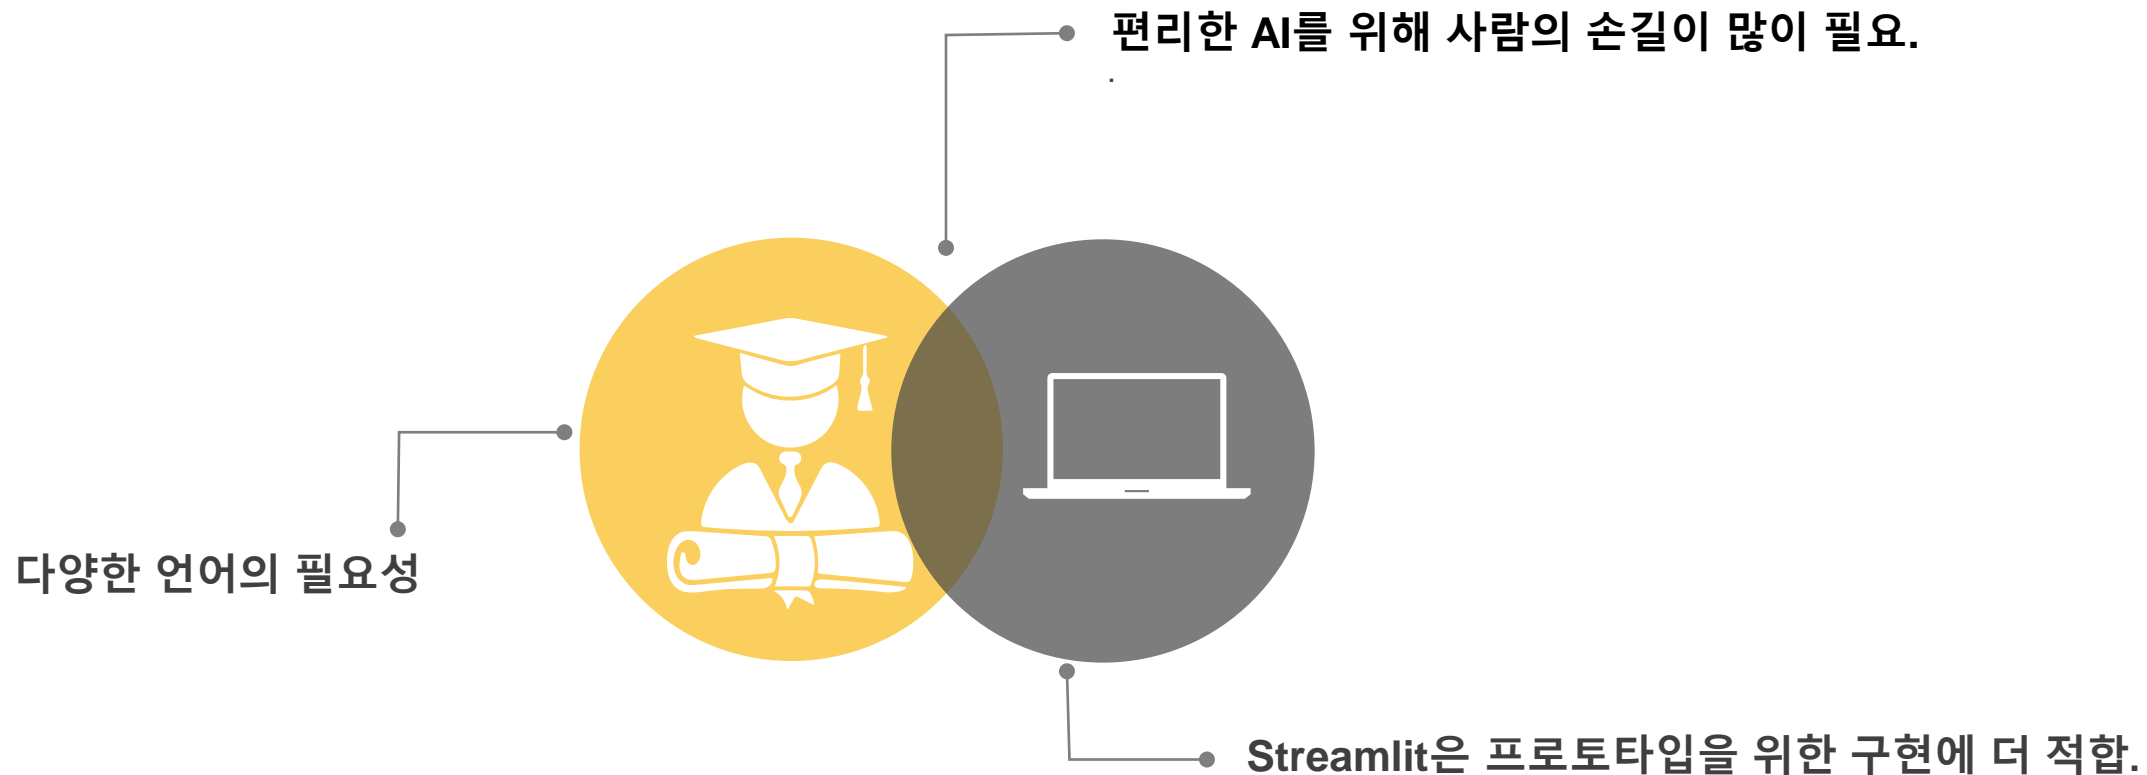 편리한 AI를 위해 사람의 손길이 많이 필요.
.
다양한 언어의 필요성
Streamlit은 프로토타입을 위한 구현에 더 적합.